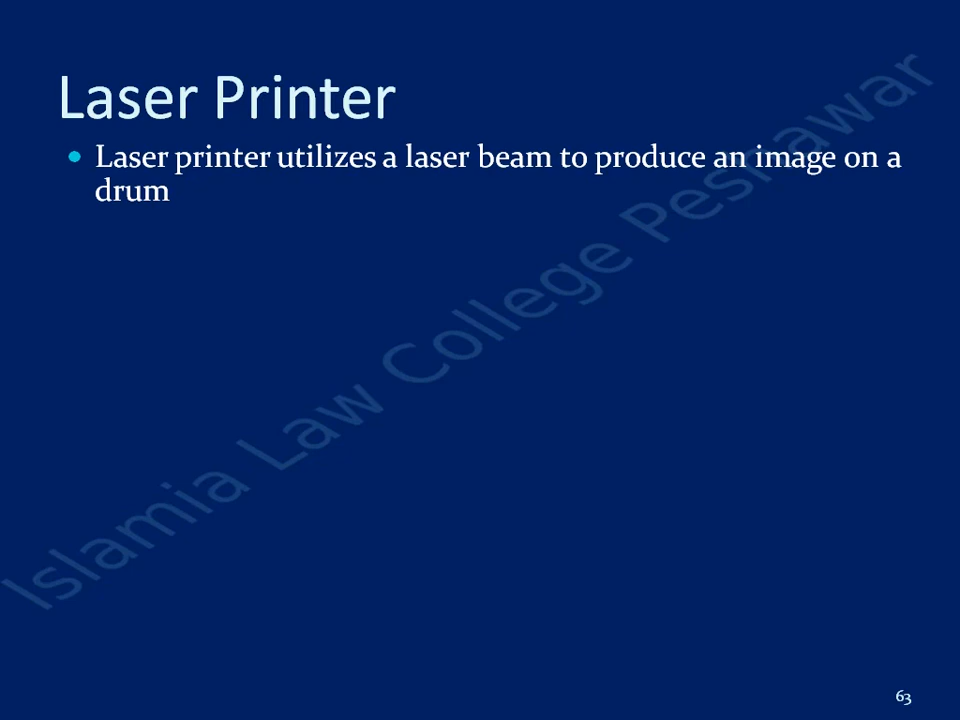 Laser Printer
• Laser printer utilizes a laser beam to produce an image on a
drum
Islamia Law College Peshawar
63